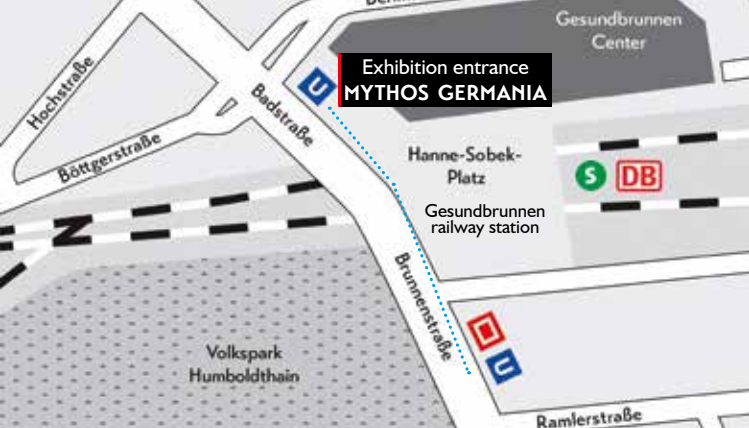 Gesundbrunnen
Center
Exhibition entrance
MYTHOS GERMANIA
U
Hochstraße
Badstraße
Böttgerstraße
Hanne-Sobek-
Platz
S
DB
Gesundbrunnen
railway station
Brunnenstraße
U
Volkspark
Humboldthain
Ramlerstraße